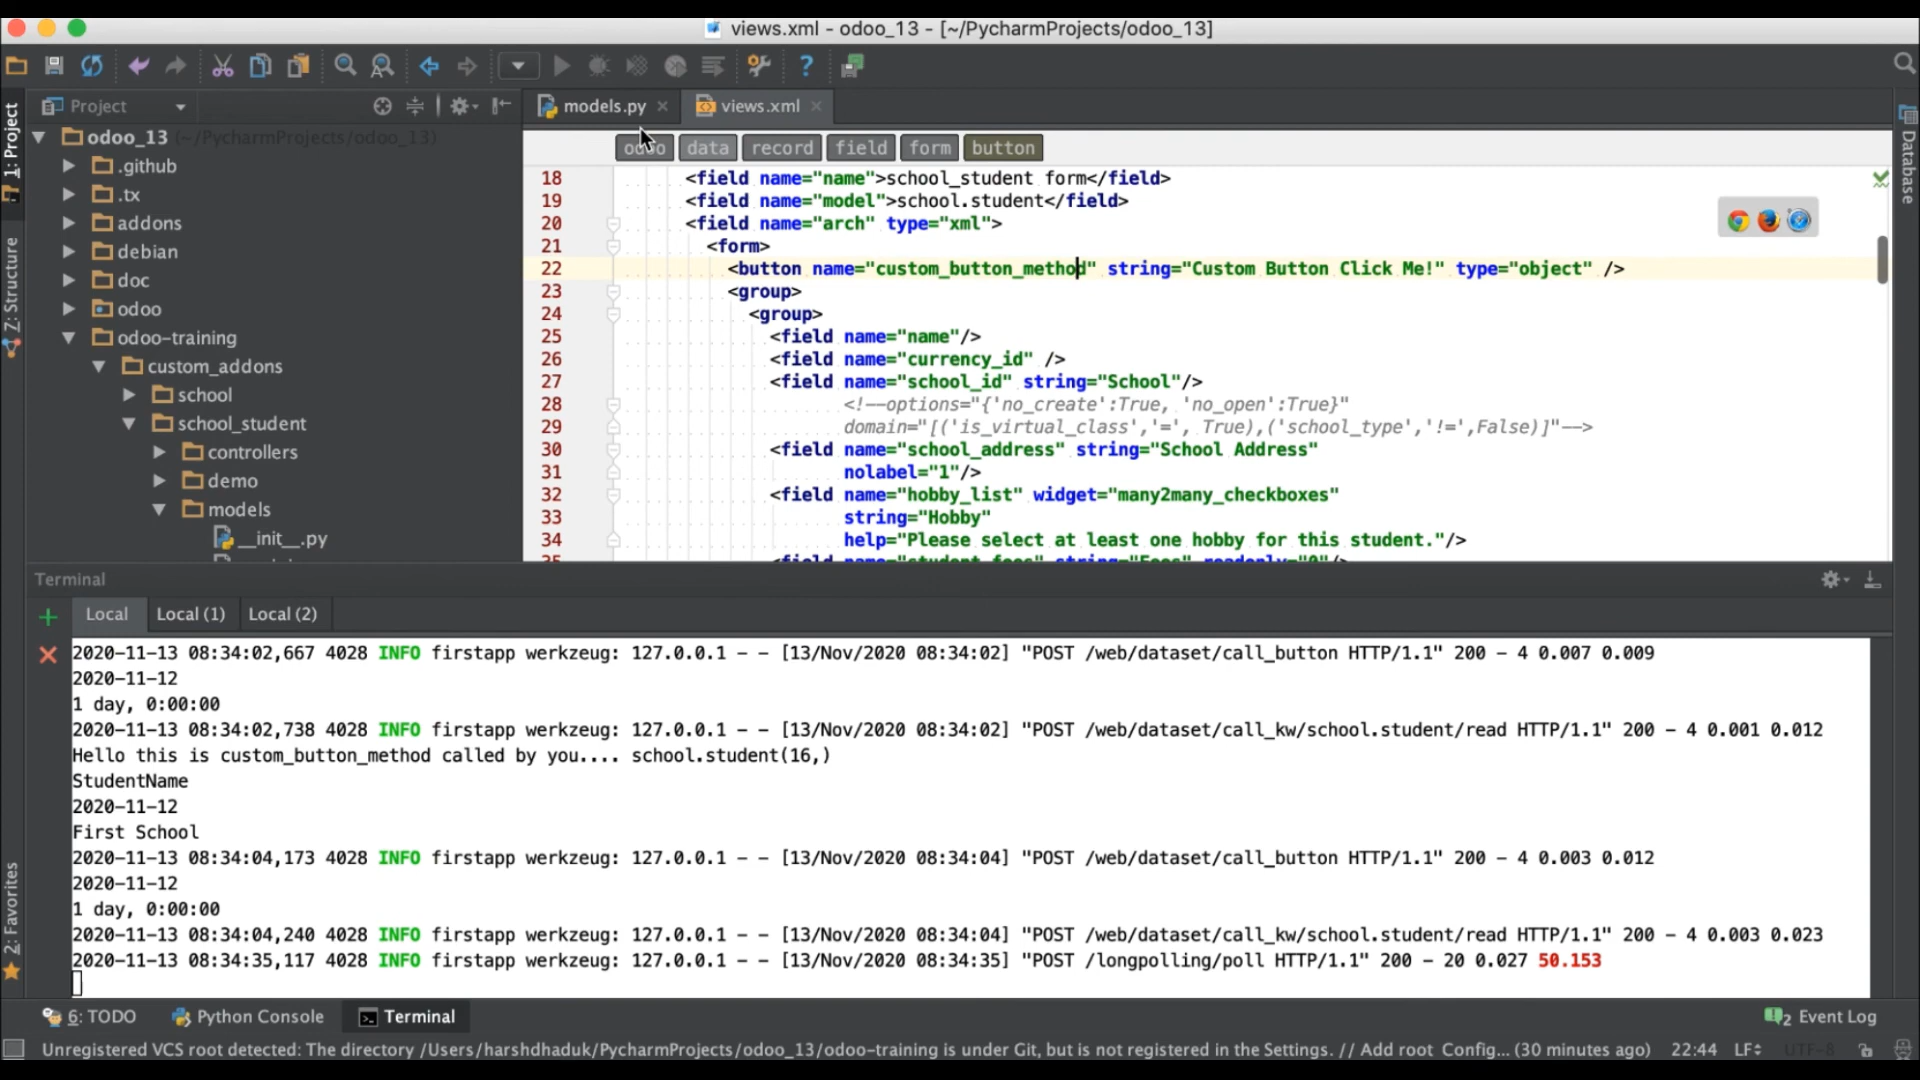 views.xml - odoo_13 - [~/PycharmProjects/odoo_13]
1: Project
Project
models.py
views.xml
Database
odoo_13 (~/PycharmProjects/odoo_13)
odoo data record field form button
.github
.tx
addons
debian
doc
odoo
odoo-training
custom_addons
school
school_student
controllers
demo
models
__init__.py
Z: Structure
18 <field name="name">school_student form</field>
19 <field name="model">school.student</field>
20 <field name="arch" type="xml">
21 <form>
22 <button name="custom_button_method" string="Custom Button Click Me!" type="object" />
23 <group>
24 <group>
25 <field name="name"/>
26 <field name="currency_id" />
27 <field name="school_id" string="School"/>
28 <!--options="{'no_create':True, 'no_open':True}"
29 domain="[('is_virtual_class','=', True),('school_type','!=',False)]"-->
30 <field name="school_address" string="School Address"
31 nolabel="1"/>
32 <field name="hobby_list" widget="many2many_checkboxes"
33 string="Hobby"
34 help="Please select at least one hobby for this student."/>
35 <field name="student_fees" string="Fees" readonly="0"/>
Terminal
Local Local (1) Local (2)
2020-11-13 08:34:02,667 4028 INFO firstapp werkzeug: 127.0.0.1 - - [13/Nov/2020 08:34:02] "POST /web/dataset/call_button HTTP/1.1" 200 - 4 0.007 0.009
2020-11-12
1 day, 0:00:00
2020-11-13 08:34:02,738 4028 INFO firstapp werkzeug: 127.0.0.1 - - [13/Nov/2020 08:34:02] "POST /web/dataset/call_kw/school.student/read HTTP/1.1" 200 - 4 0.001 0.012
Hello this is custom_button_method called by you.... school.student(16,)
StudentName
2020-11-12
First School
2020-11-13 08:34:04,173 4028 INFO firstapp werkzeug: 127.0.0.1 - - [13/Nov/2020 08:34:04] "POST /web/dataset/call_button HTTP/1.1" 200 - 4 0.003 0.012
2020-11-12
1 day, 0:00:00
2020-11-13 08:34:04,240 4028 INFO firstapp werkzeug: 127.0.0.1 - - [13/Nov/2020 08:34:04] "POST /web/dataset/call_kw/school.student/read HTTP/1.1" 200 - 4 0.003 0.023
2020-11-13 08:34:35,117 4028 INFO firstapp werkzeug: 127.0.0.1 - - [13/Nov/2020 08:34:35] "POST /longpolling/poll HTTP/1.1" 200 - 20 0.027 50.153
2: Favorites
6: TODO Python Console Terminal 2 Event Log
Unregistered VCS root detected: The directory /Users/harshdhaduk/PycharmProjects/odoo_13/odoo-training is under Git, but is not registered in the Settings. // Add root Config... (30 minutes ago) 22:44 LF UTF-8